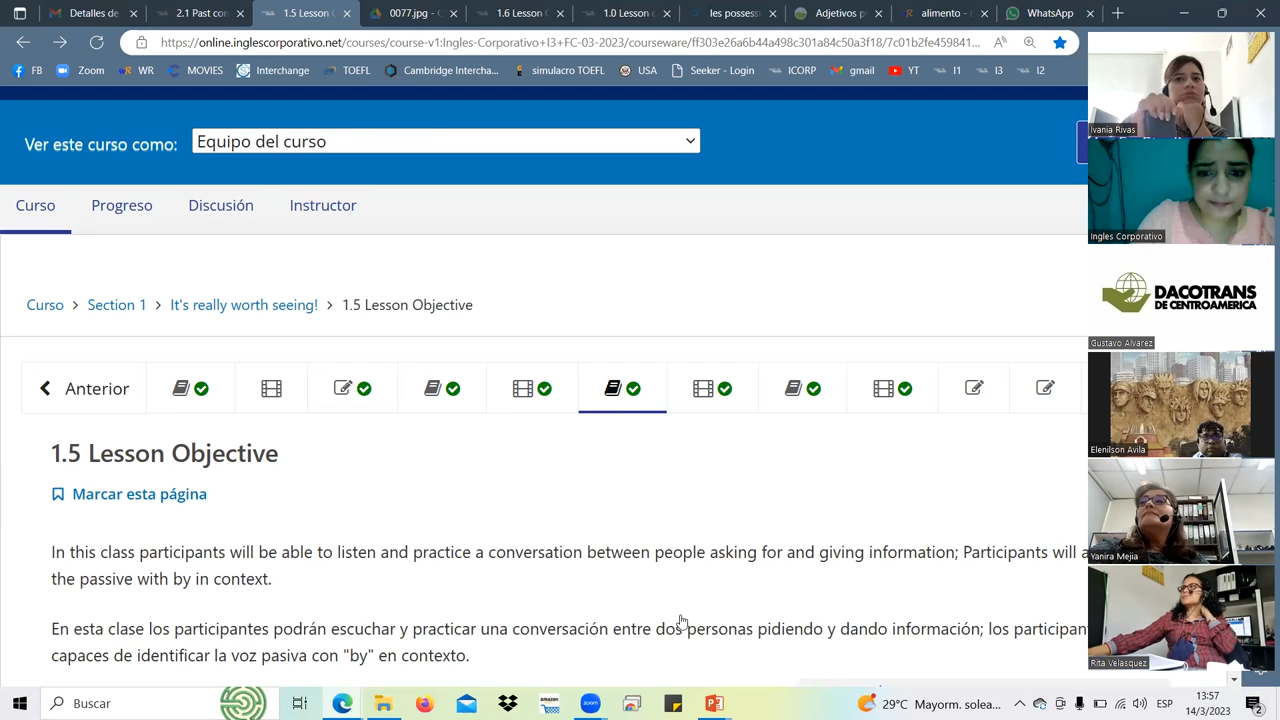 Detalles de
2.1 Past con
1.5 Lesson
0077.jpg -
1.6 Lesson
1.0 Lesson
les possess
Adjetivos p
alimento -
WhatsApp
https://online.inglescorporativo.net/courses/course-v1:Ingles-Corporativo+I3+FC-03-2023/courseware/ff303e26a6b44a498c301a84c50a3f18/7c01b2fe459841...
FB
Zoom
WR
MOVIES
Interchange
TOEFL
Cambridge Intercha...
simulacro TOEFL
USA
Seeker - Login
ICORP
gmail
YT
I1
I3
I2
Ver este curso como:
Equipo del curso
Curso
Progreso
Discusión
Instructor
Curso > Section 1 > It's really worth seeing! > 1.5 Lesson Objective
Anterior
1.5 Lesson Objective
Marcar esta página
In this class participants will be able to listen and practice a conversation between people asking for and giving information; Participants will a
the passive with by in context.
En esta clase los participantes podrán escuchar y practicar una conversación entre dos personas pidiendo y dando información; los participan
capaces de identificar la voz pasiva con "by" en contexto.
Ivania Rivas
Ingles Corporativo
DACOTRANS
DE CENTROAMERICA
Gustavo Alvarez
Elenilson Avila
Yanira Mejia
Rita Velasquez
Buscar
amazon
zoom
29°C Mayorm. solea...
ESP
13:57
14/3/2023
2